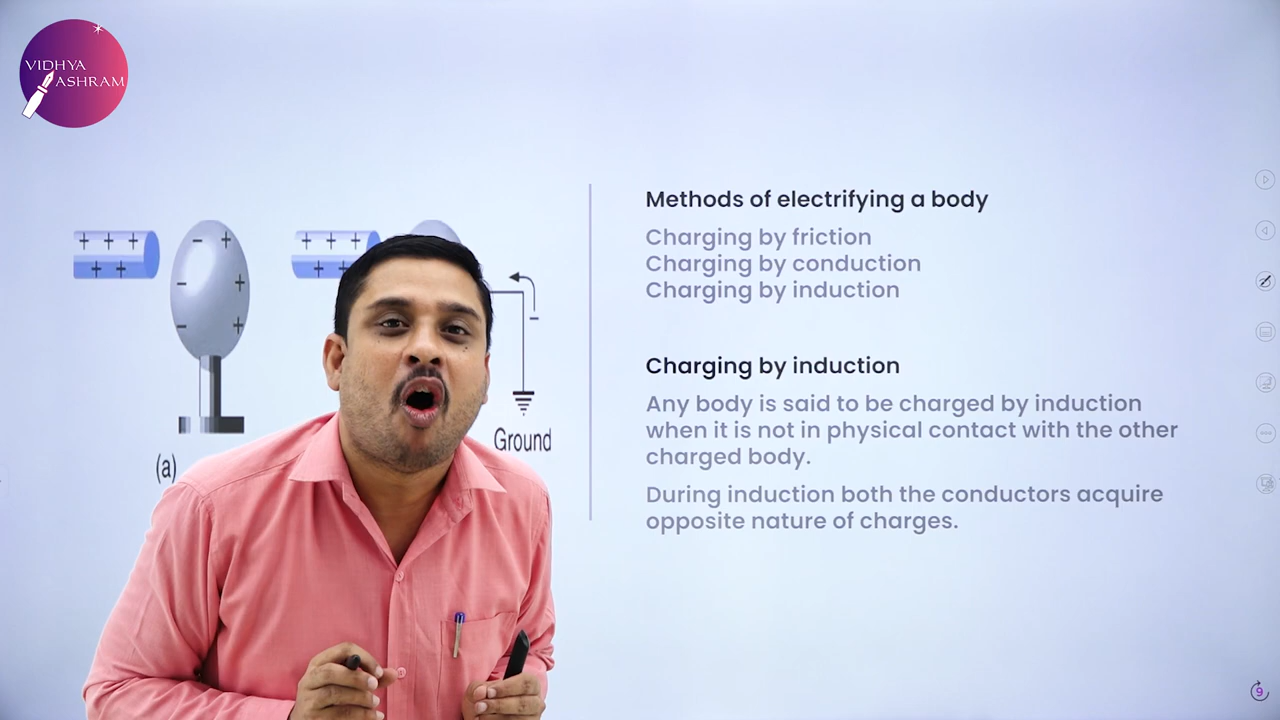 VIDHYA
ASHRAM
+ + +
+ +
− +
− +
− +
(a)
+ + +
+ +
−
Ground
Methods of electrifying a body
Charging by friction
Charging by conduction
Charging by induction
Charging by induction
Any body is said to be charged by induction
when it is not in physical contact with the other
charged body.
During induction both the conductors acquire
opposite nature of charges.
9